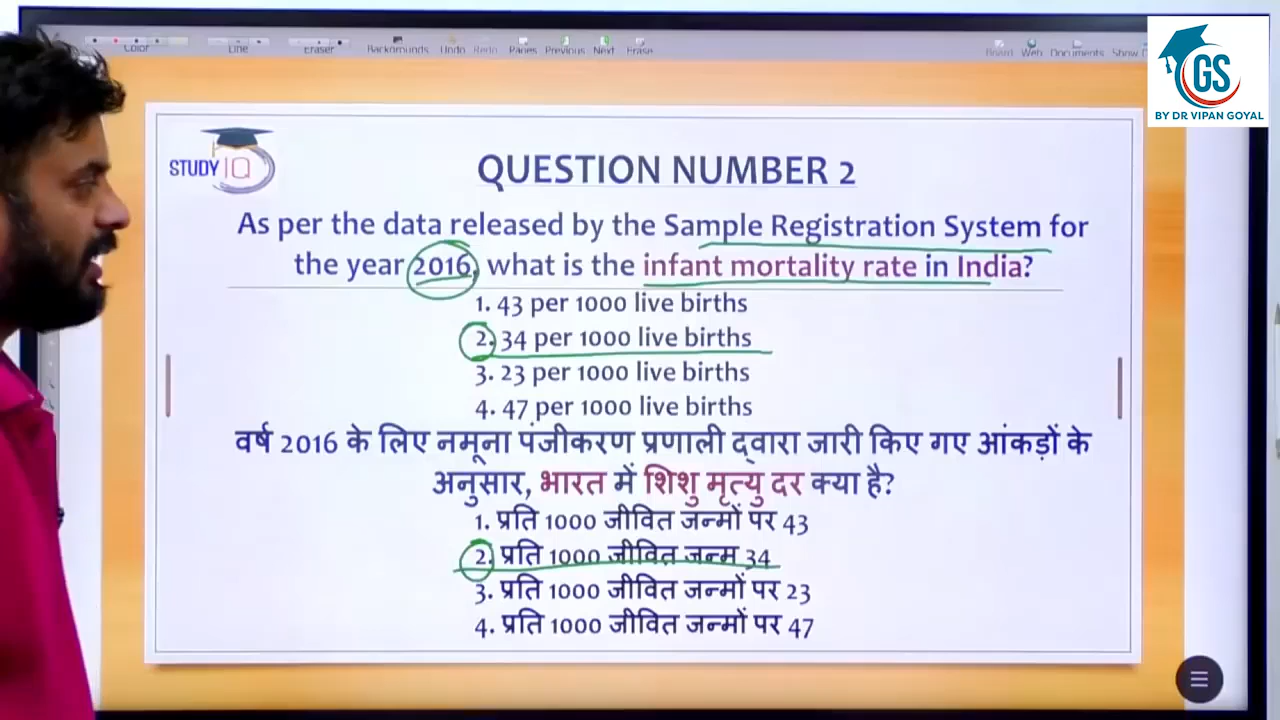 Color Line Eraser Backgrounds Undo Redo Pages Previous Next Erase Board Web Documents Show
GS
BY DR VIPAN GOYAL
STUDY IQ
QUESTION NUMBER 2
As per the data released by the Sample Registration System for
the year 2016, what is the infant mortality rate in India?
1. 43 per 1000 live births
2. 34 per 1000 live births
3. 23 per 1000 live births
4. 47 per 1000 live births
वर्ष 2016 के लिए नमूना पंजीकरण प्रणाली द्वारा जारी किए गए आंकड़ों के
अनुसार, भारत में शिशु मृत्यु दर क्या है?
1. प्रति 1000 जीवित जन्मों पर 43
2. प्रति 1000 जीवित जन्म 34
3. प्रति 1000 जीवित जन्मों पर 23
4. प्रति 1000 जीवित जन्मों पर 47